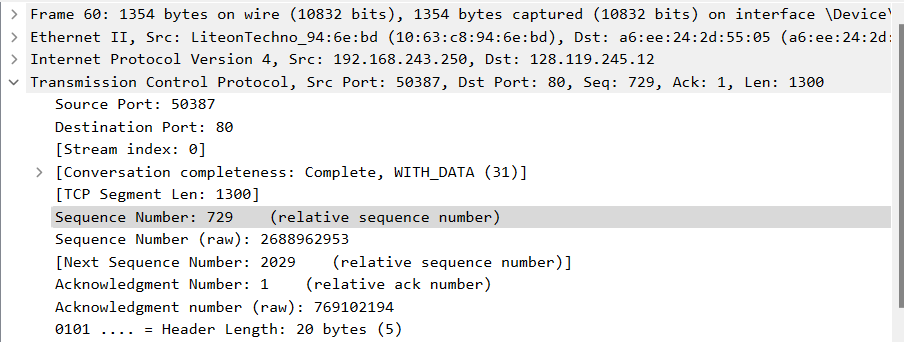 Frame 60: 1354 bytes on wire (10832 bits), 1354 bytes captured (10832 bits) on interface \Device\
Ethernet II, Src: LiteonTechno_94:6e:bd (10:63:c8:94:6e:bd), Dst: a6:ee:24:2d:55:05 (a6:ee:24:2d:
Internet Protocol Version 4, Src: 192.168.243.250, Dst: 128.119.245.12
Transmission Control Protocol, Src Port: 50387, Dst Port: 80, Seq: 729, Ack: 1, Len: 1300
Source Port: 50387
Destination Port: 80
[Stream index: 0]
[Conversation completeness: Complete, WITH_DATA (31)]
[TCP Segment Len: 1300]
Sequence Number: 729    (relative sequence number)
Sequence Number (raw): 2688962953
[Next Sequence Number: 2029    (relative sequence number)]
Acknowledgment Number: 1    (relative ack number)
Acknowledgment number (raw): 769102194
0101 .... = Header Length: 20 bytes (5)